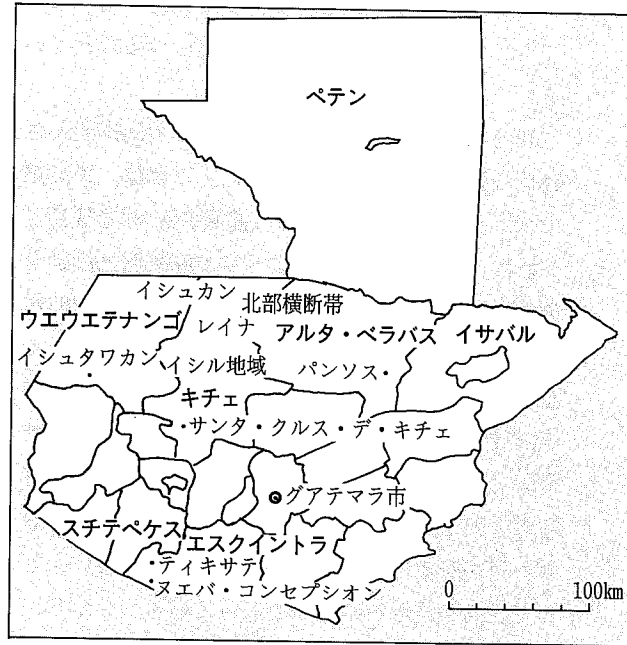 ペテン
イシュカン
北部横断帯
ウエウエテナンゴ
レイナ
アルタ・ベラパス
イサバル
イシュタワカン
イシル地域
パンソス
キチェ
サンタ・クルス・デ・キチェ
グアテマラ市
スチテペケス
エスクイントラ
ティキサテ
ヌエバ・コンセプシオン
0 100km